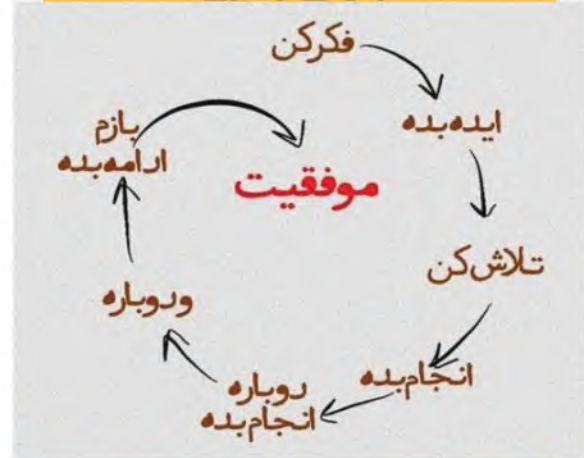 فکرکن
ایده بده
تلاش کن
انجام بده
دوباره
انجام بده
ودوباره
بازم
ادامه بده
موفقیت